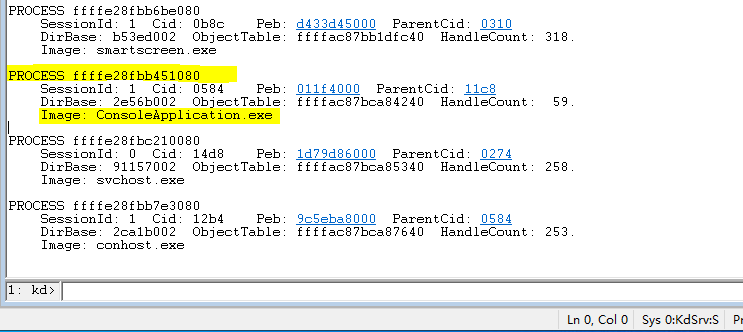 PROCESS ffffe28fbb6be080
SessionId: 1  Cid: 0b8c    Peb: d433d45000  ParentCid: 0310
DirBase: b53ed002  ObjectTable: ffffac87bb1dfc40  HandleCount: 318.
Image: smartscreen.exe
PROCESS ffffe28fbb451080
SessionId: 1  Cid: 0584    Peb: 011f4000  ParentCid: 11c8
DirBase: 2e56b002  ObjectTable: ffffac87bca84240  HandleCount:  59.
Image: ConsoleApplication.exe
PROCESS ffffe28fbc210080
SessionId: 0  Cid: 14d8    Peb: 1d79d86000  ParentCid: 0274
DirBase: 91157002  ObjectTable: ffffac87bca85340  HandleCount: 258.
Image: svchost.exe
PROCESS ffffe28fbb7e3080
SessionId: 1  Cid: 12b4    Peb: 9c5eba8000  ParentCid: 0584
DirBase: 2ca1b002  ObjectTable: ffffac87bca87640  HandleCount: 253.
Image: conhost.exe
1: kd>
Ln 0, Col 0  Sys 0:KdSrv:S